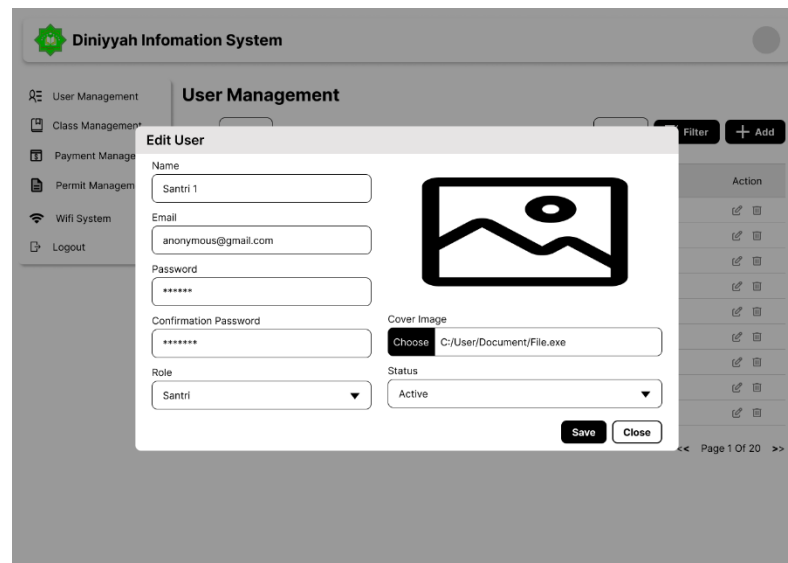 Diniyyah Infomation System
User Management
Class Management
Payment Manage
Permit Managem
Wifi System
Logout
User Management
Filter
Add
Action
Edit User
Name
Santri 1
Email
anonymous@gmail.com
Password
******
Confirmation Password
*******
Role
Santri
Cover Image
Choose C:/User/Document/File.exe
Status
Active
Save Close
<< Page 1 Of 20 >>